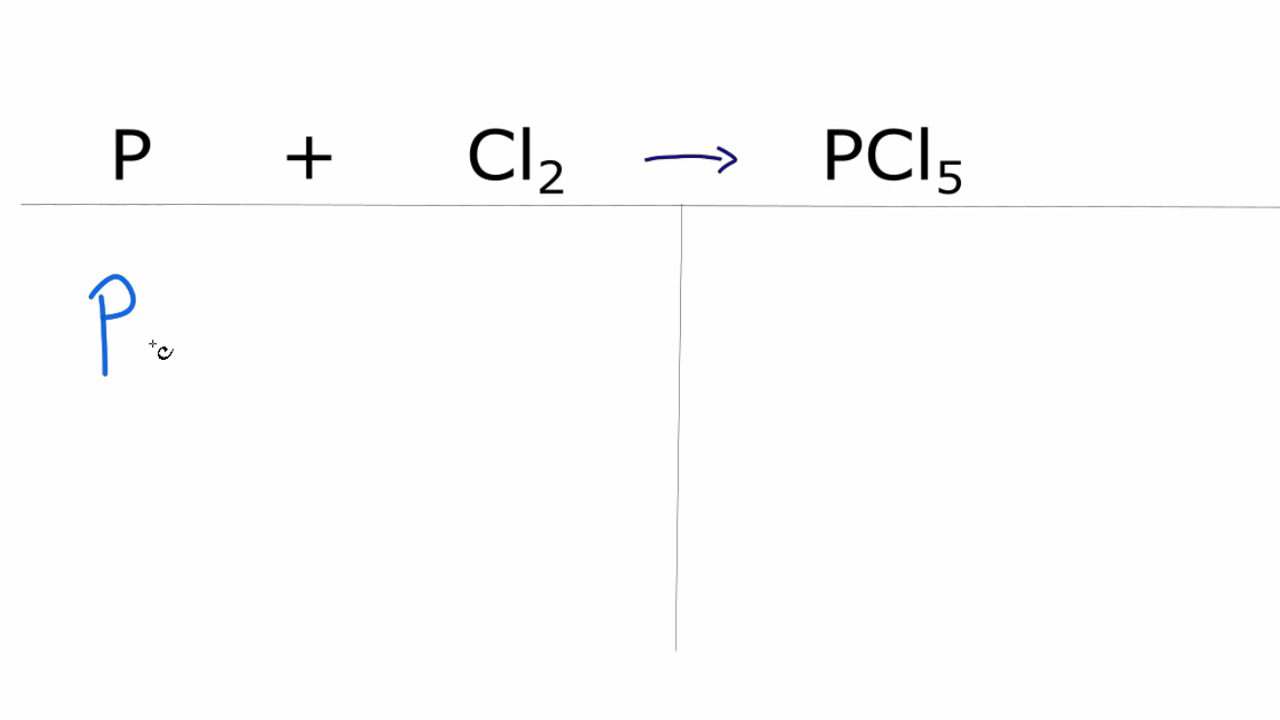 P + Cl₂ → PCl₅
P